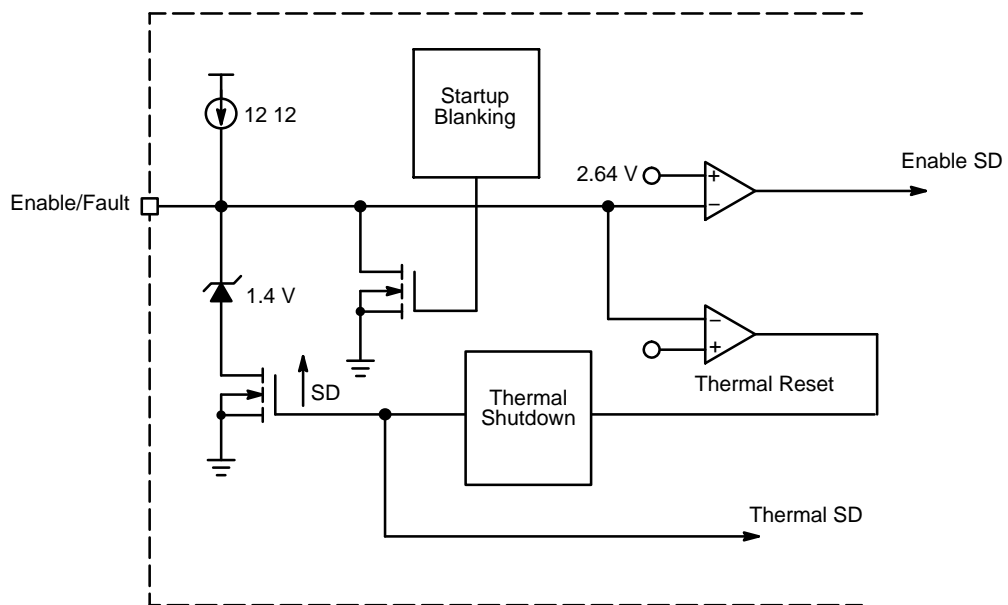 12 12
Startup
Blanking
2.64 V
+
−
Enable SD
Enable/Fault
1.4 V
SD
−
+
Thermal Reset
Thermal
Shutdown
Thermal SD